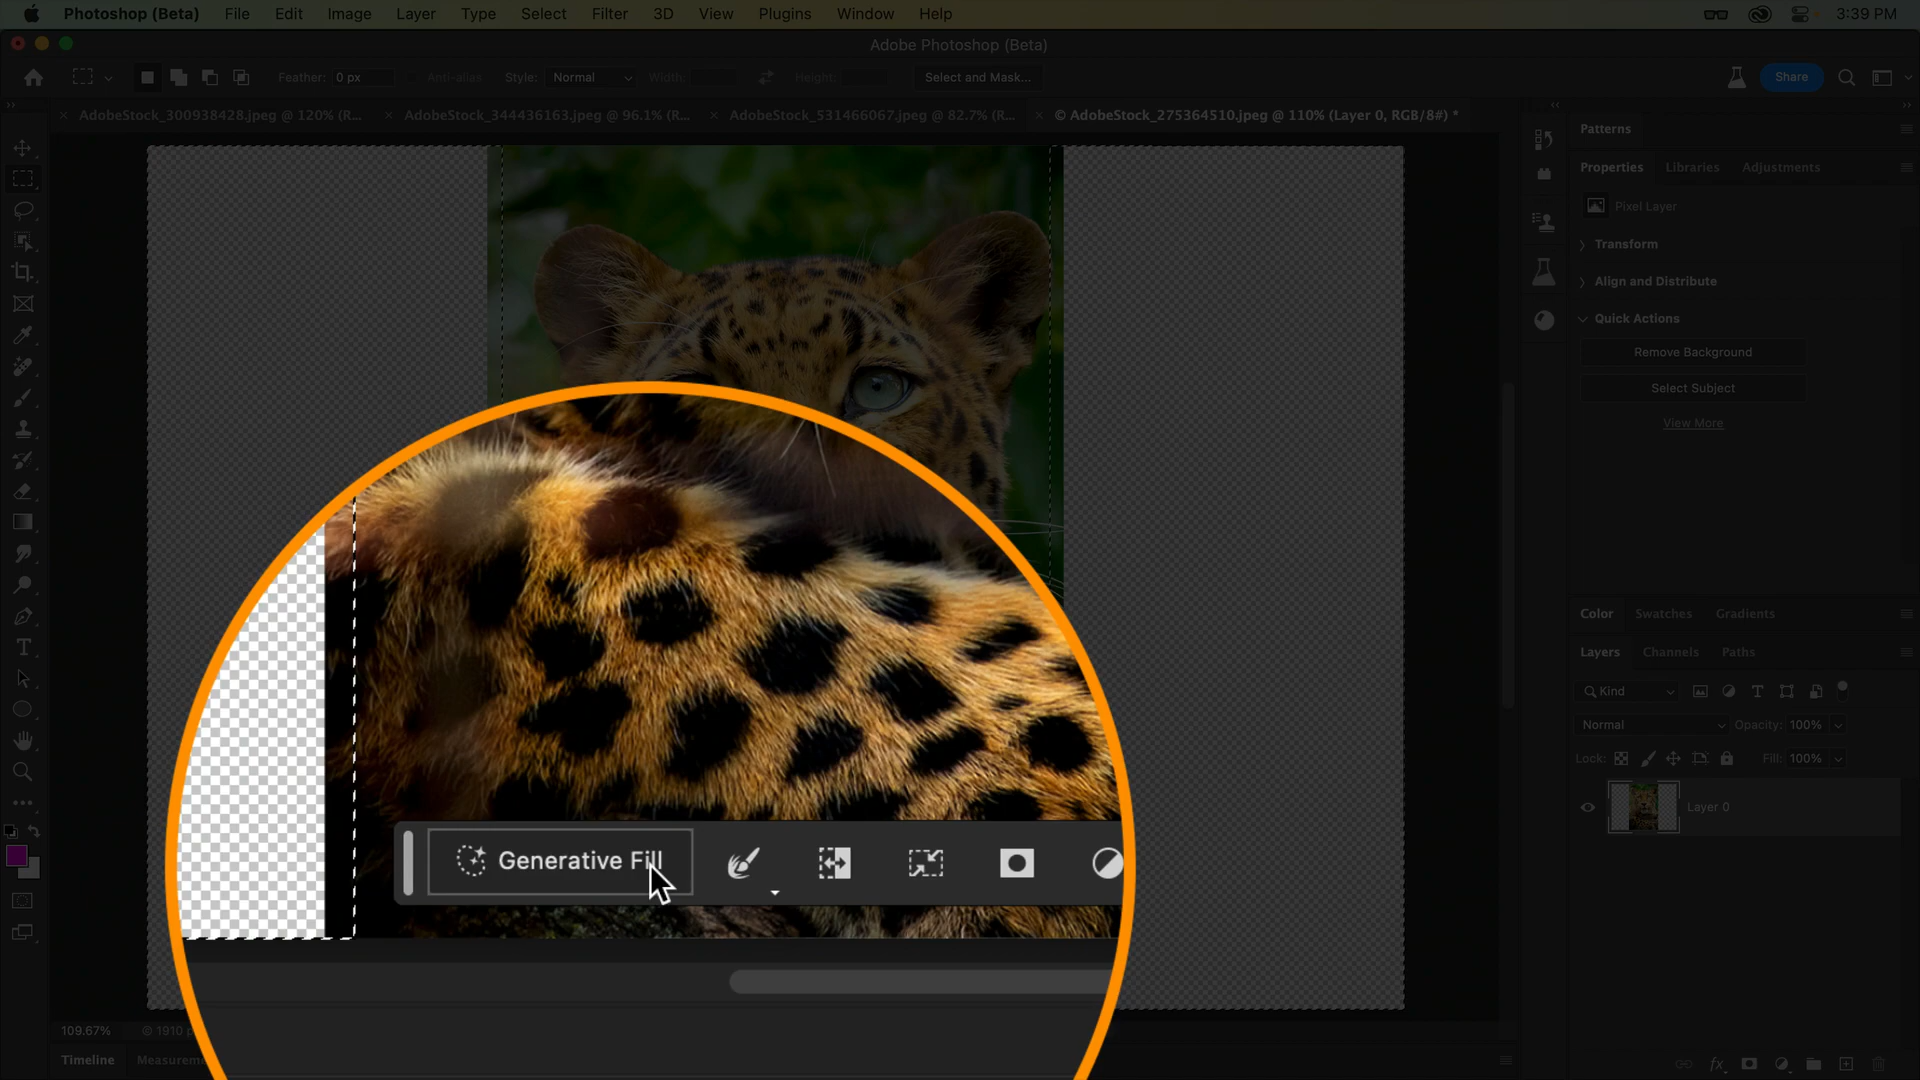 Photoshop (Beta) File Edit Image Layer Type Select Filter 3D View Plugins Window Help 3:39 PM
Adobe Photoshop (Beta)
Feather: 0 px Anti-alias Style: Normal Width: Height: Select and Mask... Share
AdobeStock_300938428.jpeg @ 120% (R... AdobeStock_344436163.jpeg @ 96.1% (R... AdobeStock_531466067.jpeg @ 82.7% (R... © AdobeStock_275364510.jpeg @ 110% (Layer 0, RGB/8#) *
Patterns
Properties Libraries Adjustments
Pixel Layer
Transform
Align and Distribute
Quick Actions
Remove Background
Select Subject
View More
Generative Fill
Color Swatches Gradients
Layers Channels Paths
Kind
Normal Opacity: 100%
Lock: Fill: 100%
Layer 0
109.67% © 1910 p
Timeline Measurem
fx